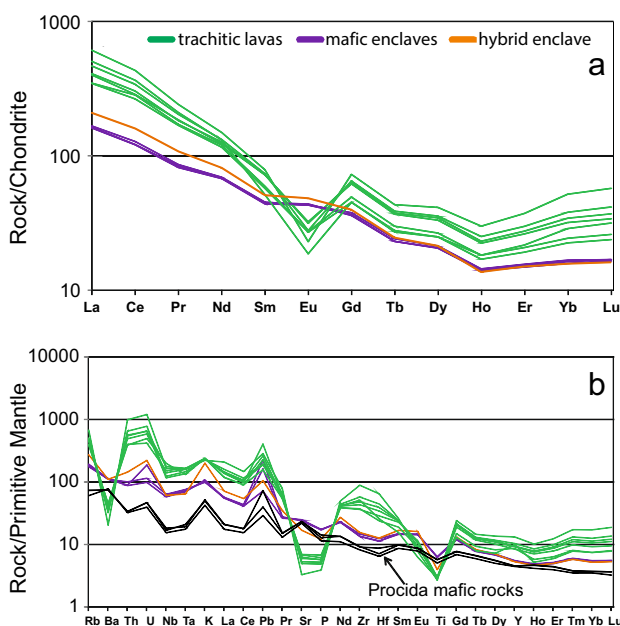 1000
trachitic lavas mafic enclaves hybrid enclave
a
100
10
Rock/Chondrite
La Ce Pr Nd Sm Eu Gd Tb Dy Ho Er Yb Lu
10000
b
1000
100
10
1
Rock/Primitive Mantle
Procida mafic rocks
Rb Ba Th U Nb Ta K La Ce Pb Pr Sr P Nd Zr Hf Sm Eu Ti Gd Tb Dy Y Ho Er Tm Yb Lu